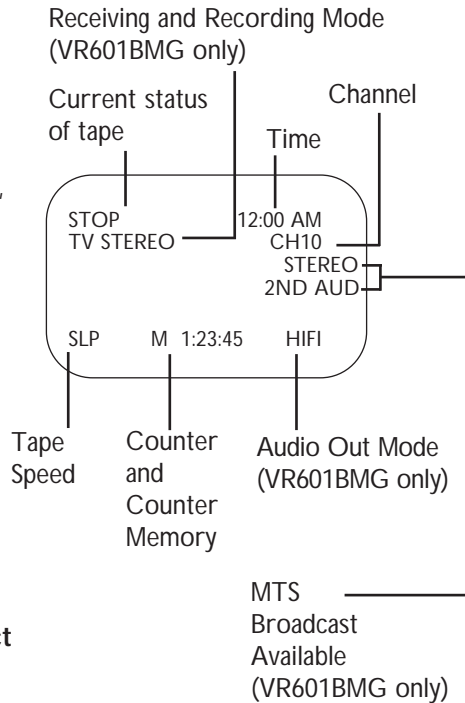 Receiving and Recording Mode
(VR601BMG only)
Current status
of tape
Channel
Time
STOP
12:00 AM
TV STEREO
CH10
STEREO
2ND AUD
SLP
M 1:23:45
HIFI
Tape
Speed
Counter
and
Counter
Memory
Audio Out Mode
(VR601BMG only)
MTS
Broadcast
Available
(VR601BMG only)